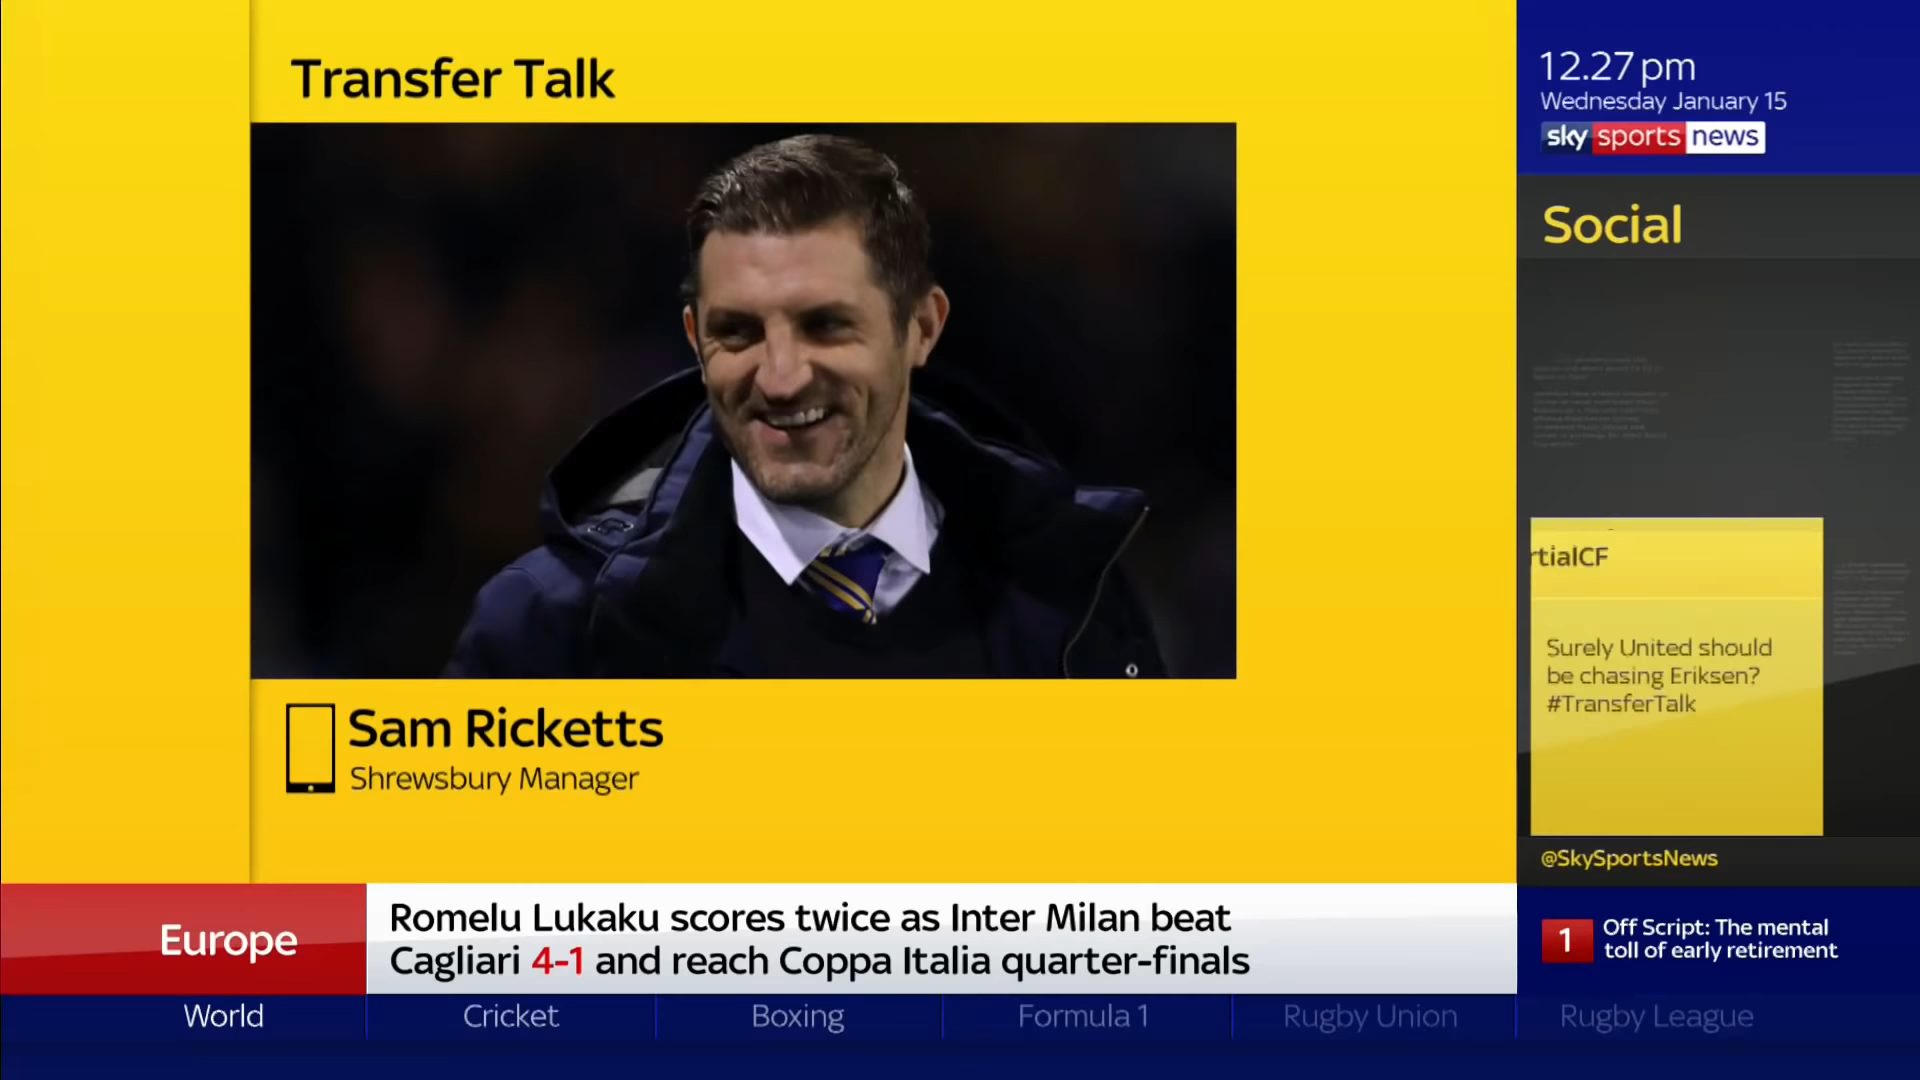 Transfer Talk
Sam Ricketts
Shrewsbury Manager
12.27 pm
Wednesday January 15
sky sports news
Social
rtialCF
Surely United should
be chasing Eriksen?
#TransferTalk
@SkySportsNews
Europe
Romelu Lukaku scores twice as Inter Milan beat
Cagliari 4-1 and reach Coppa Italia quarter-finals
1
Off Script: The mental
toll of early retirement
World
Cricket
Boxing
Formula 1
Rugby Union
Rugby League